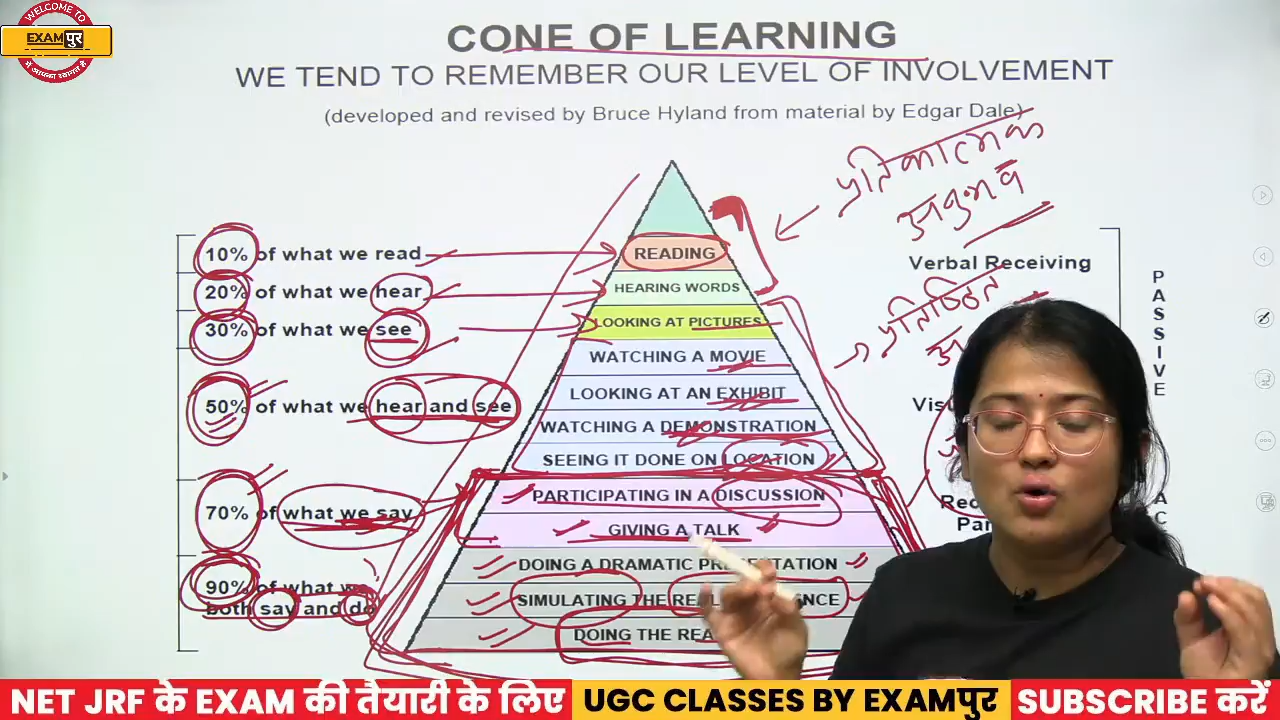 WELCOME TO
EXAMपुर
में आपका स्वागत है
CONE OF LEARNING
WE TEND TO REMEMBER OUR LEVEL OF INVOLVEMENT
(developed and revised by Bruce Hyland from material by Edgar Dale)
प्रतिकात्मक
अनुभव
10% of what we read
READING
Verbal Receiving
20% of what we hear
HEARING WORDS
30% of what we see
LOOKING AT PICTURES
WATCHING A MOVIE
LOOKING AT AN EXHIBIT
50% of what we hear and see
WATCHING A DEMONSTRATION
SEEING IT DONE ON LOCATION
PASSIVE
70% of what we say
PARTICIPATING IN A DISCUSSION
GIVING A TALK
90% of what we
both say and do
DOING A DRAMATIC PRESENTATION
SIMULATING THE
DOING THE
NET JRF के EXAM की तैयारी के लिए
UGC CLASSES BY EXAMपुर
SUBSCRIBE करें